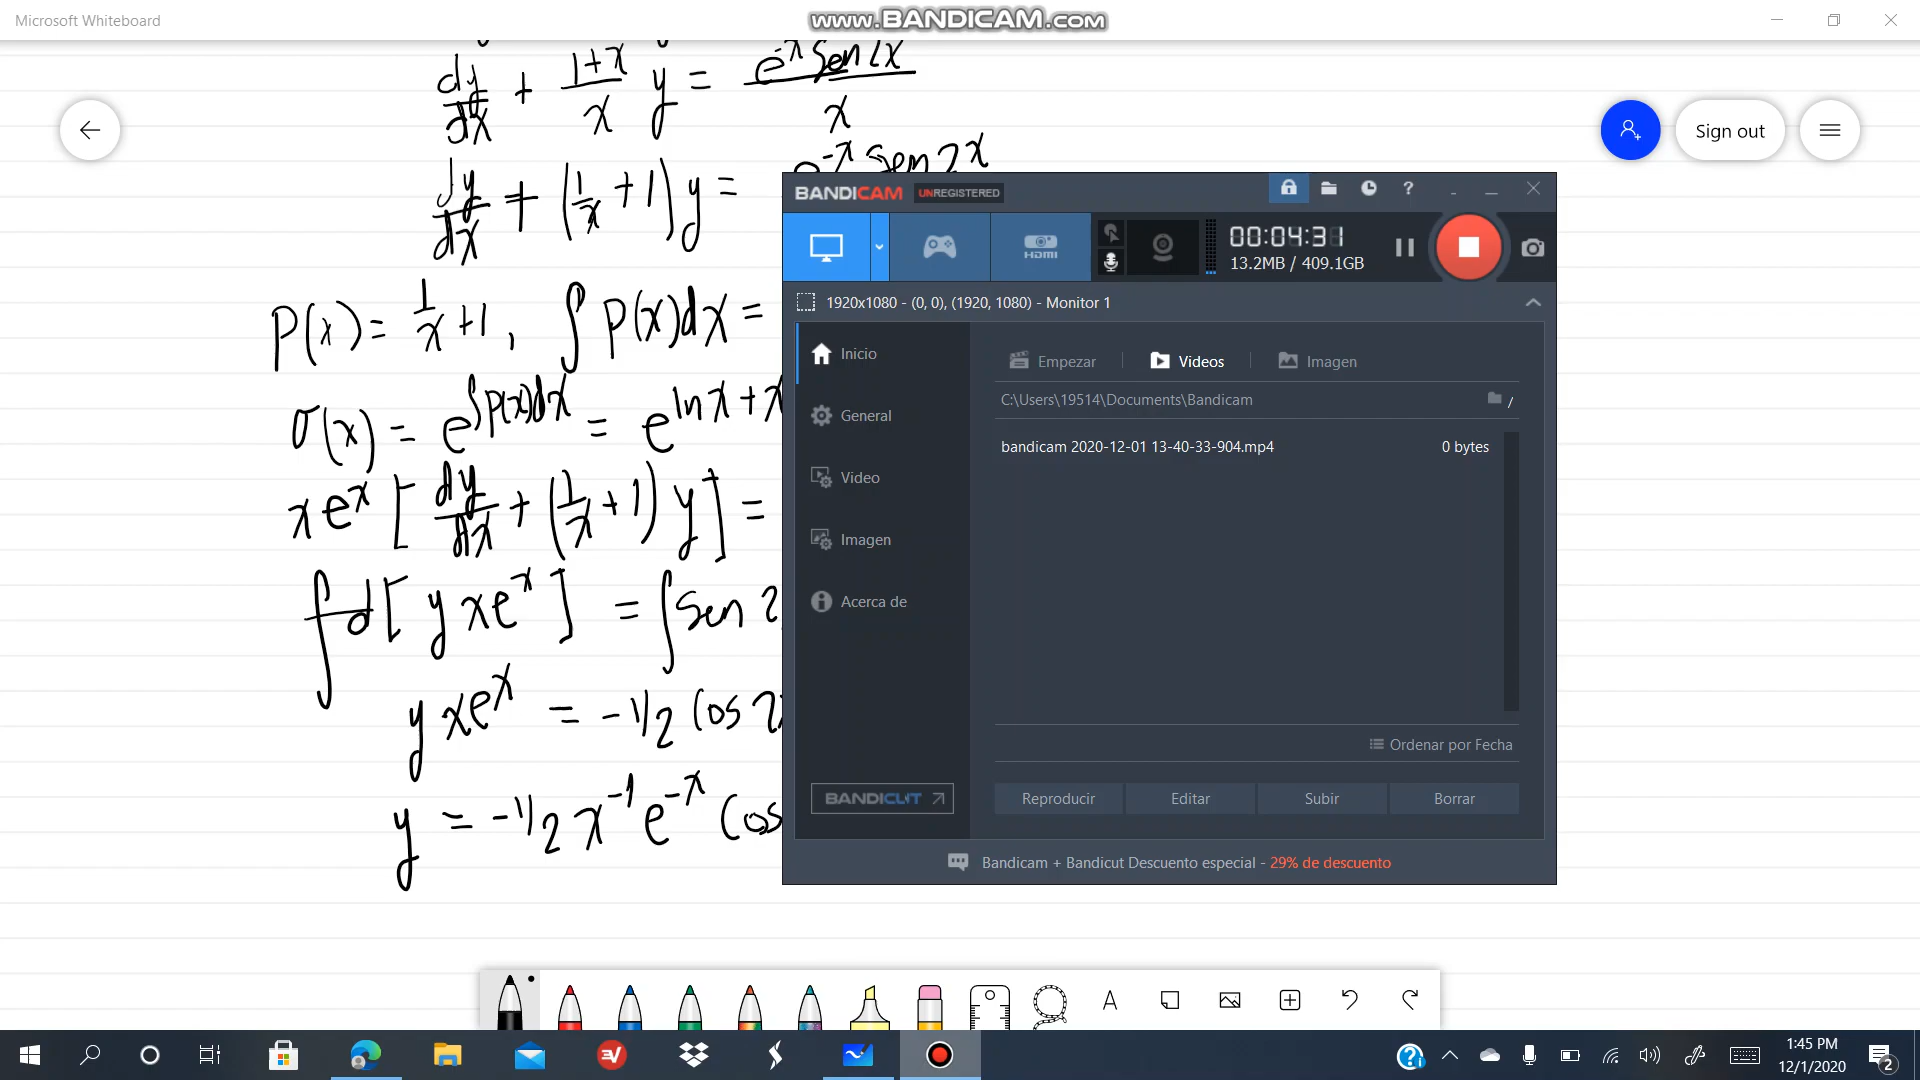 Microsoft Whiteboard
www.BANDICAM.com
dy/dx + 1+x/x y = e^-x Sen 2x/x
dy/dx + (1/x + 1) y = e^-x Sen 2x
P(x) = 1/x + 1, ∫ P(x)dx =
σ(x) = e^∫P(x)dx = e^ln x + x
x e^x [ dy/dx + (1/x + 1) y ] =
∫ d [ y x e^x ] = ∫ Sen 2
y x e^x = -1/2 Cos 2x
y = -1/2 x^-1 e^-x Cos
Sign out
BANDICAM UNREGISTERED
HDMI
00:04:31
13.2MB / 409.1GB
1920x1080 - (0, 0), (1920, 1080) - Monitor 1
Inicio
General
Video
Imagen
Acerca de
BANDICUT
Empezar
Videos
Imagen
C:\Users\19514\Documents\Bandicam
/
bandicam 2020-12-01 13-40-33-904.mp4 0 bytes
Ordenar por Fecha
Reproducir Editar Subir Borrar
Bandicam + Bandicut Descuento especial - 29% de descuento
1:45 PM
12/1/2020
2